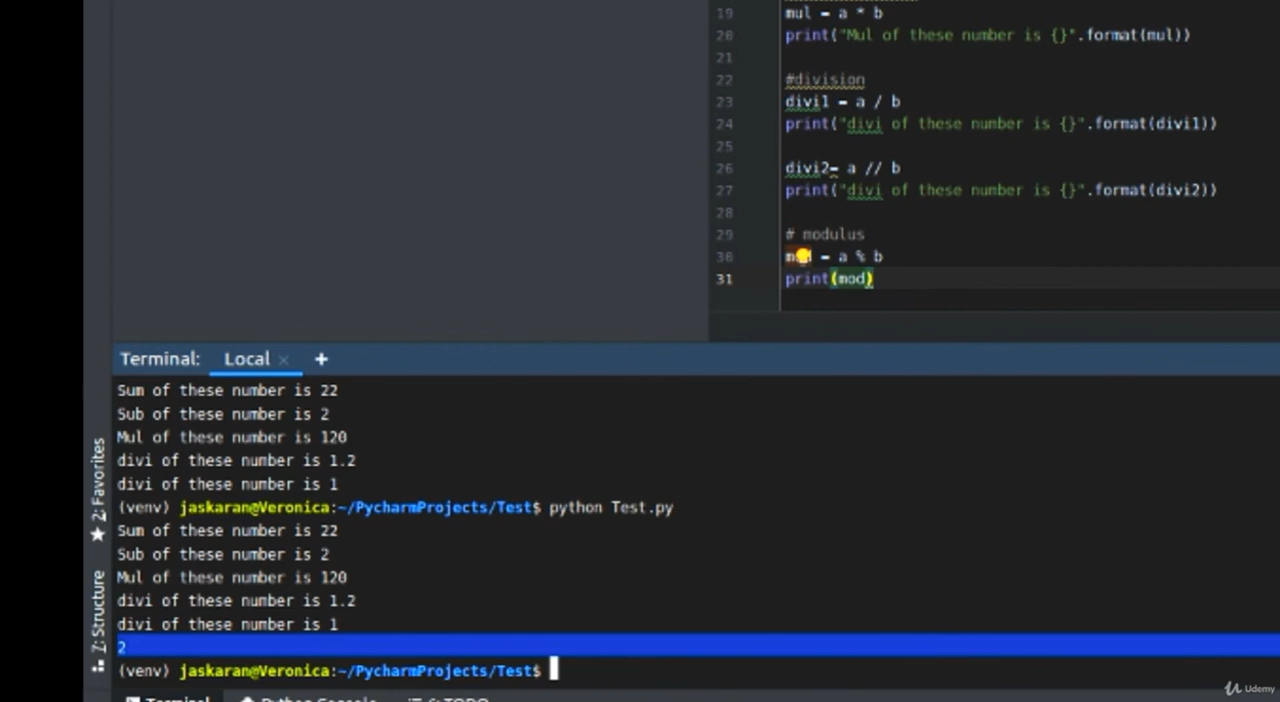 19 mul = a * b
20 print("Mul of these number is {}".format(mul))
21
22 #division
23 divi1 = a / b
24 print("divi of these number is {}".format(divi1))
25
26 divi2= a // b
27 print("divi of these number is {}".format(divi2))
28
29 # modulus
30 = a % b
31 print(mod)
Terminal: Local × +
Sum of these number is 22
Sub of these number is 2
Mul of these number is 120
divi of these number is 1.2
divi of these number is 1
(venv) jaskaran@Veronica:~/PycharmProjects/Test$ python Test.py
Sum of these number is 22
Sub of these number is 2
Mul of these number is 120
divi of these number is 1.2
divi of these number is 1
2
(venv) jaskaran@Veronica:~/PycharmProjects/Test$
2: Favorites
Z: Structure
Terminal Python Console 6: TODO
Udemy